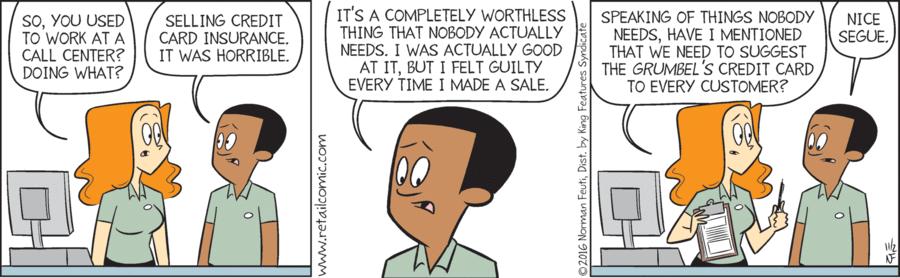 SO, YOU USED
TO WORK AT A
CALL CENTER?
DOING WHAT?
SELLING CREDIT
CARD INSURANCE.
IT WAS HORRIBLE.
www.retailcomic.com
IT'S A COMPLETELY WORTHLESS
THING THAT NOBODY ACTUALLY
NEEDS. I WAS ACTUALLY GOOD
AT IT, BUT I FELT GUILTY
EVERY TIME I MADE A SALE.
©2016 Norman Feuti, Dist. by King Features Syndicate
SPEAKING OF THINGS NOBODY
NEEDS, HAVE I MENTIONED
THAT WE NEED TO SUGGEST
THE GRUMBEL'S CREDIT CARD
TO EVERY CUSTOMER?
NICE
SEGUE.
11/2
NF